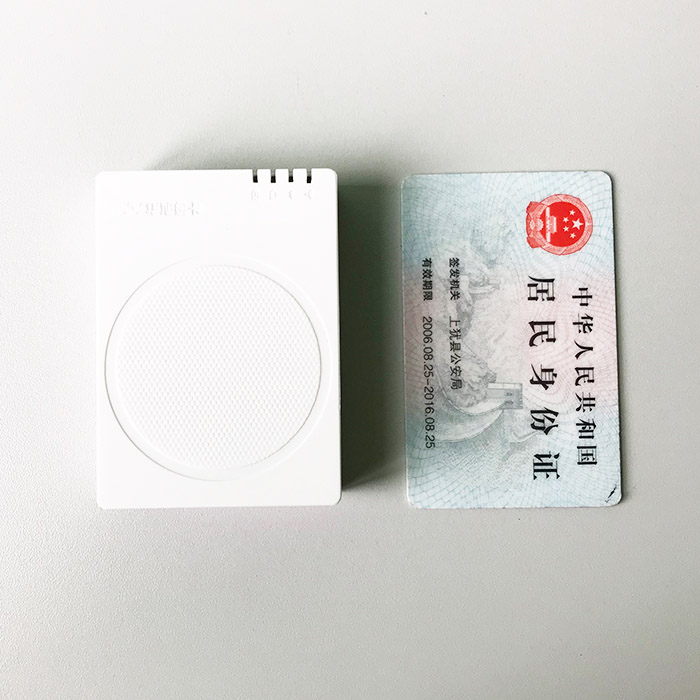 中华人民共和国
居民身份证
签发机关 上犹县公安局
有效期限 2006.08.25-2016.08.25